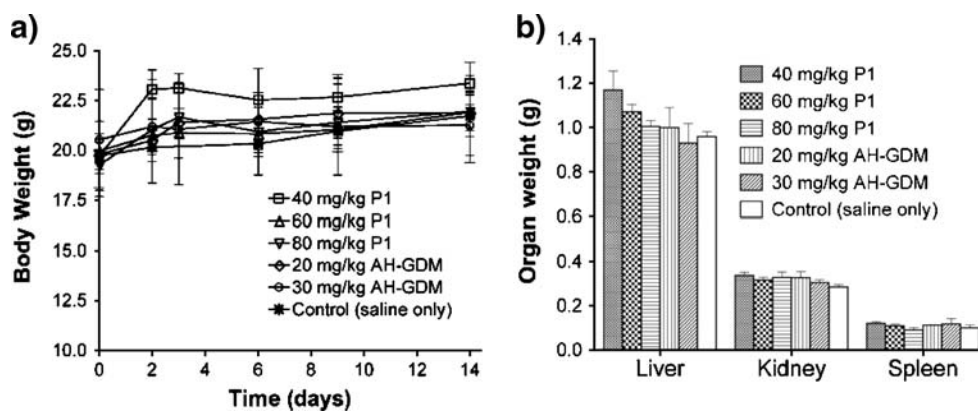 a)
Body Weight (g)
25.0
22.5
20.0
17.5
15.0
12.5
10.0
40 mg/kg P1
60 mg/kg P1
80 mg/kg P1
20 mg/kg AH-GDM
30 mg/kg AH-GDM
Control (saline only)
0 2 4 6 8 10 12 14
Time (days)
b)
Organ weight (g)
1.4
1.2
1.0
0.8
0.6
0.4
0.2
0.0
40 mg/kg P1
60 mg/kg P1
80 mg/kg P1
20 mg/kg AH-GDM
30 mg/kg AH-GDM
Control (saline only)
Liver Kidney Spleen